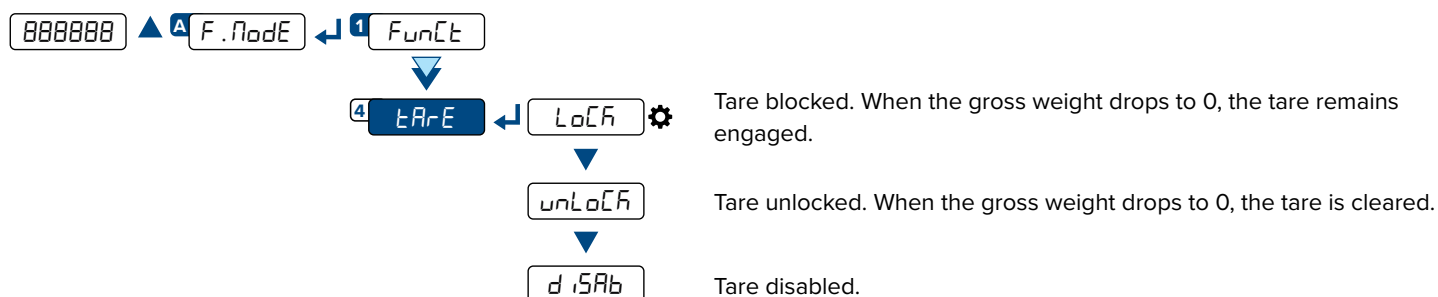 888888 A F.ModE 1 FunCt
4 tArE LoCK Tare blocked. When the gross weight drops to 0, the tare remains
engaged.
unLoCK Tare unlocked. When the gross weight drops to 0, the tare is cleared.
diSAb Tare disabled.